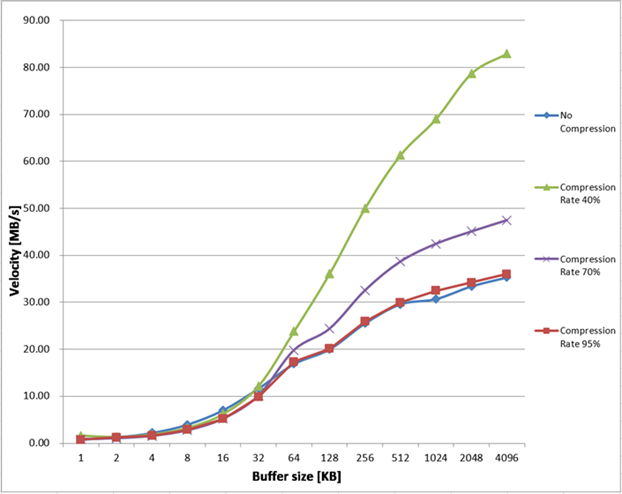 90.00
80.00
70.00
60.00
50.00
40.00
30.00
20.00
10.00
0.00
Velocity [MB/s]
1 2 4 8 16 32 64 128 256 512 1024 2048 4096
Buffer size [KB]
No
Compression
Compression
Rate 40%
Compression
Rate 70%
Compression
Rate 95%